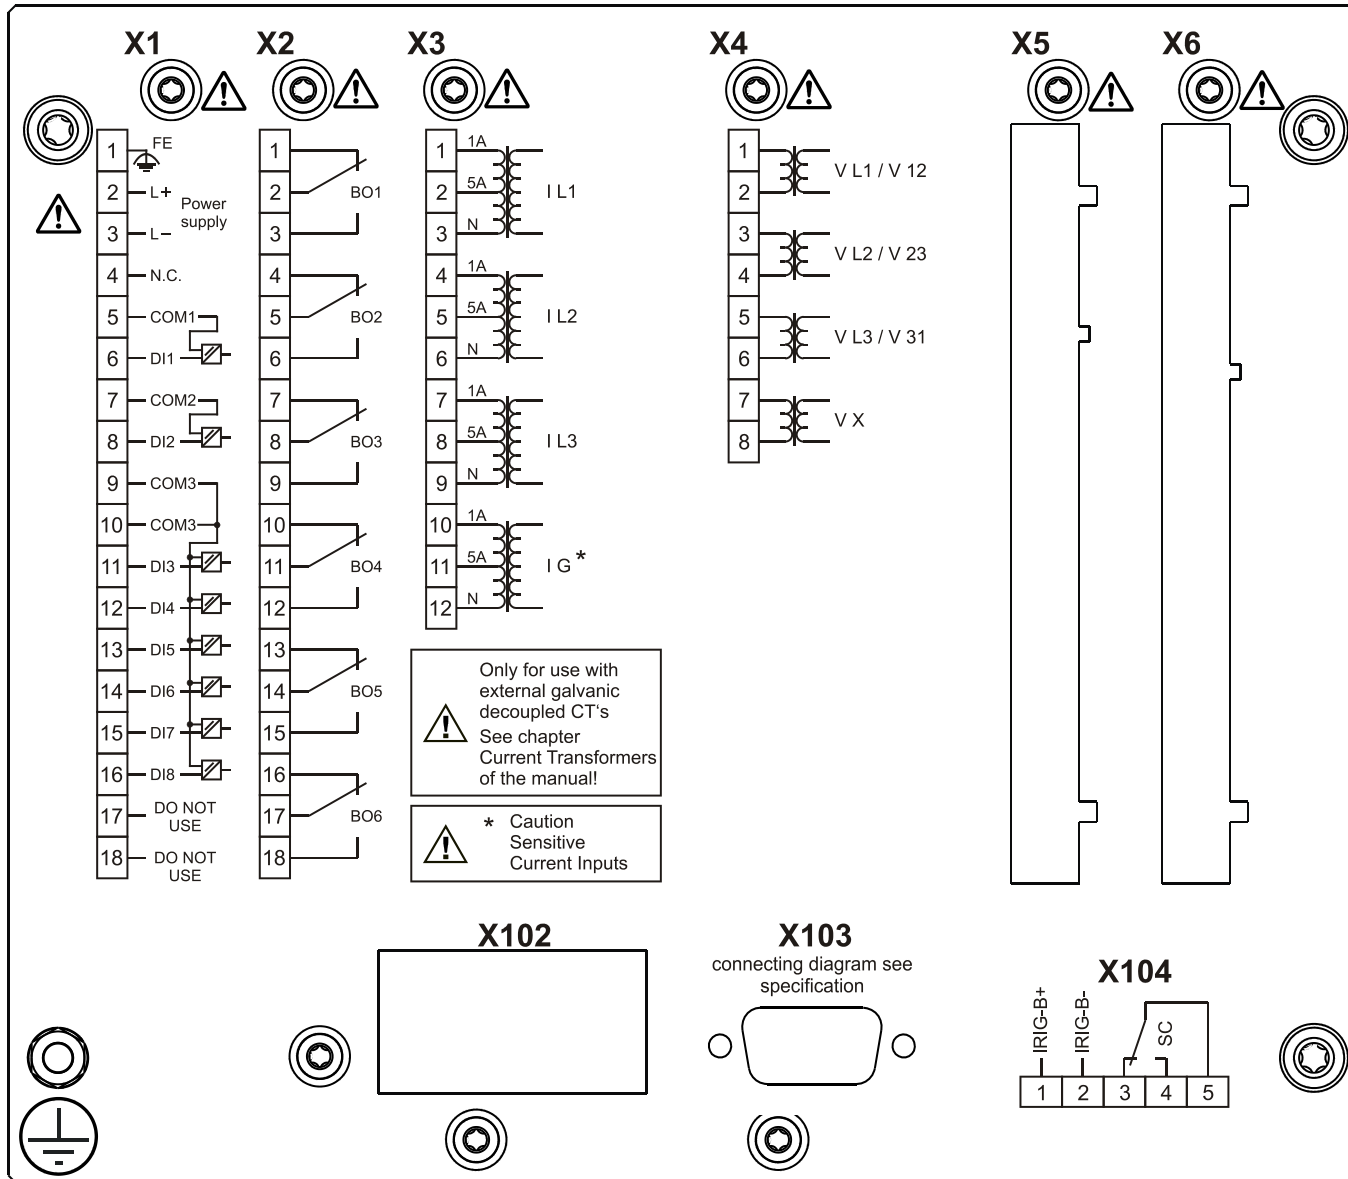 X1
X2
X3
X4
X5
X6
1 FE
2 L+
Power
supply
3 L−
4 N.C.
5 COM1
6 DI1
7 COM2
8 DI2
9 COM3
10 COM3
11 DI3
12 DI4
13 DI5
14 DI6
15 DI7
16 DI8
17 DO NOT
USE
18 DO NOT
USE
1
2 BO1
3
4
5 BO2
6
7
8 BO3
9
10
11 BO4
12
13
14 BO5
15
16
17 BO6
18
1 1A
2 5A I L1
3 N
4 1A
5 5A I L2
6 N
7 1A
8 5A I L3
9 N
10 1A
11 5A I G *
12 N
! Only for use with
external galvanic
decoupled CT's
See chapter
Current Transformers
of the manual!
! * Caution
Sensitive
Current Inputs
1
V L1 / V 12
2
3
V L2 / V 23
4
5
V L3 / V 31
6
7
V X
8
X102
X103
connecting diagram see
specification
X104
IRIG-B+
IRIG-B-
SC
1 2 3 4 5